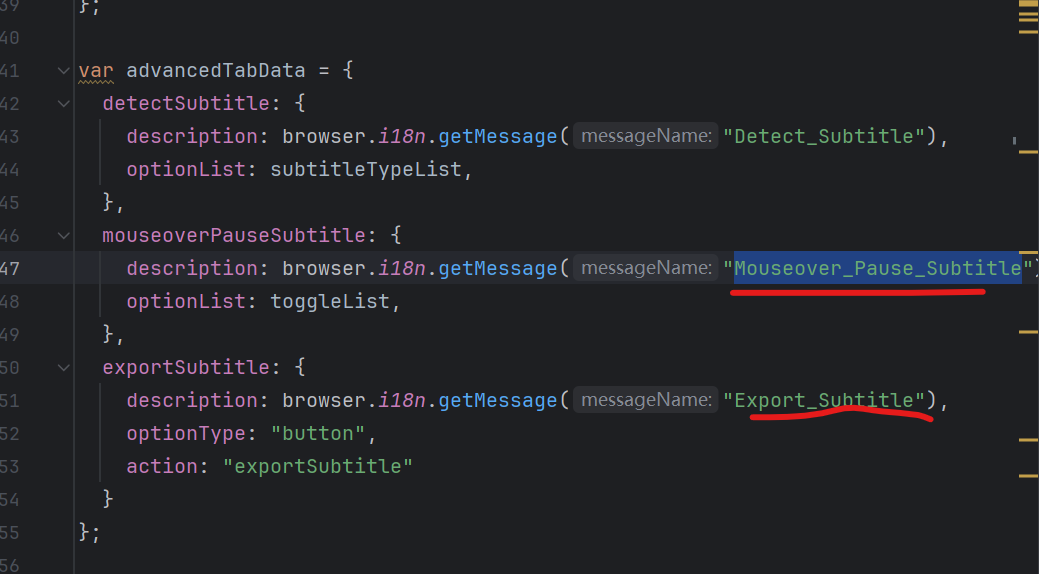 39 };
40
41 var advancedTabData = {
42 detectSubtitle: {
43 description: browser.i18n.getMessage( messageName: "Detect_Subtitle"),
44 optionList: subtitleTypeList,
45 },
46 mouseoverPauseSubtitle: {
47 description: browser.i18n.getMessage( messageName: "Mouseover_Pause_Subtitle")
48 optionList: toggleList,
49 },
50 exportSubtitle: {
51 description: browser.i18n.getMessage( messageName: "Export_Subtitle"),
52 optionType: "button",
53 action: "exportSubtitle"
54 }
55 };
56